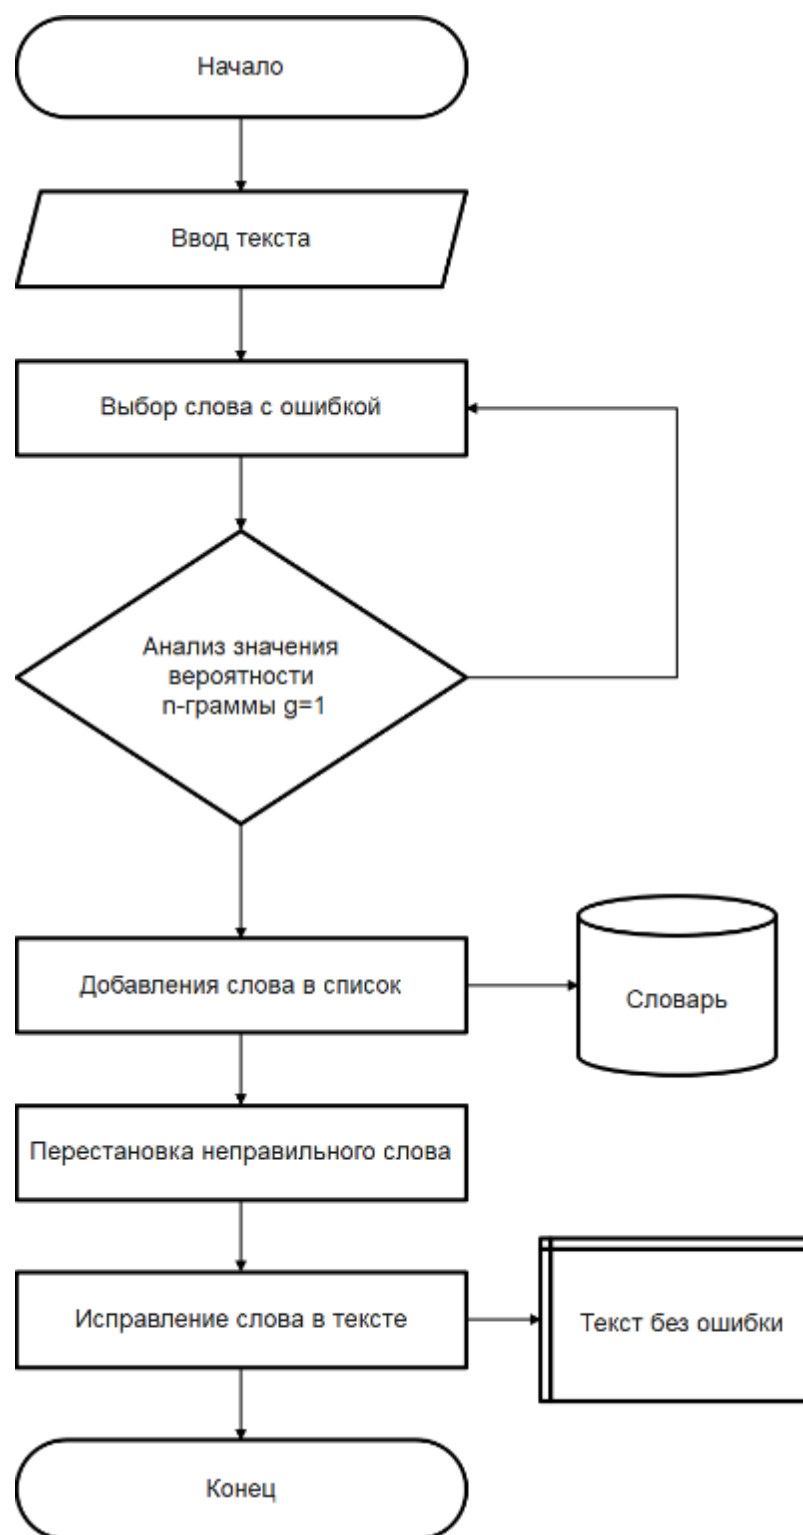 Начало
Ввод текста
Выбор слова с ошибкой
Анализ значения
вероятности
n-граммы g=1
Добавления слова в список
Словарь
Перестановка неправильного слова
Исправление слова в тексте
Текст без ошибки
Конец